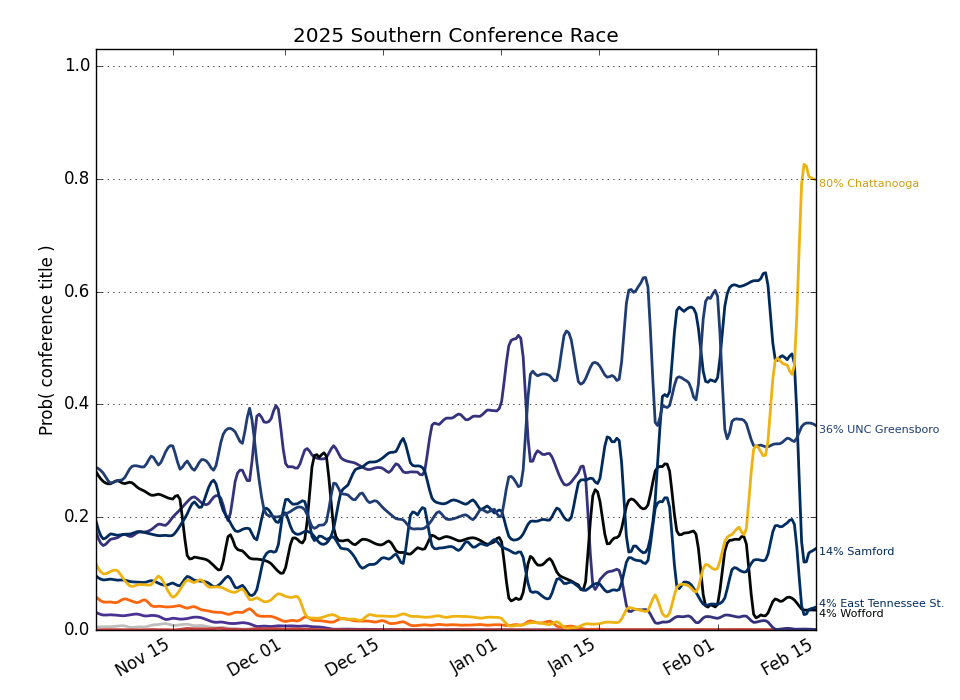 2025 Southern Conference Race
1.0
0.8
0.6
0.4
0.2
0.0
Prob( conference title )
80% Chattanooga
36% UNC Greensboro
14% Samford
4% East Tennessee St.
4% Wofford
Nov 15
Dec 01
Dec 15
Jan 01
Jan 15
Feb 01
Feb 15